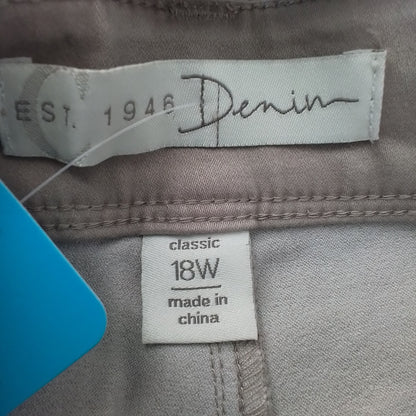 EST. 1946 Denim
classic
18W
made in
china